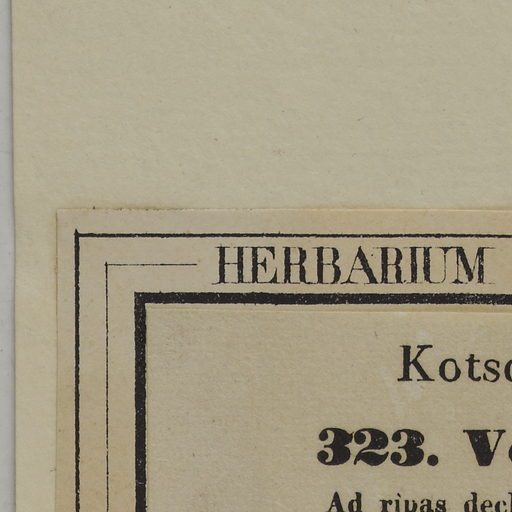 HERBARIUM
Kots
323. V
Ad ripas decl